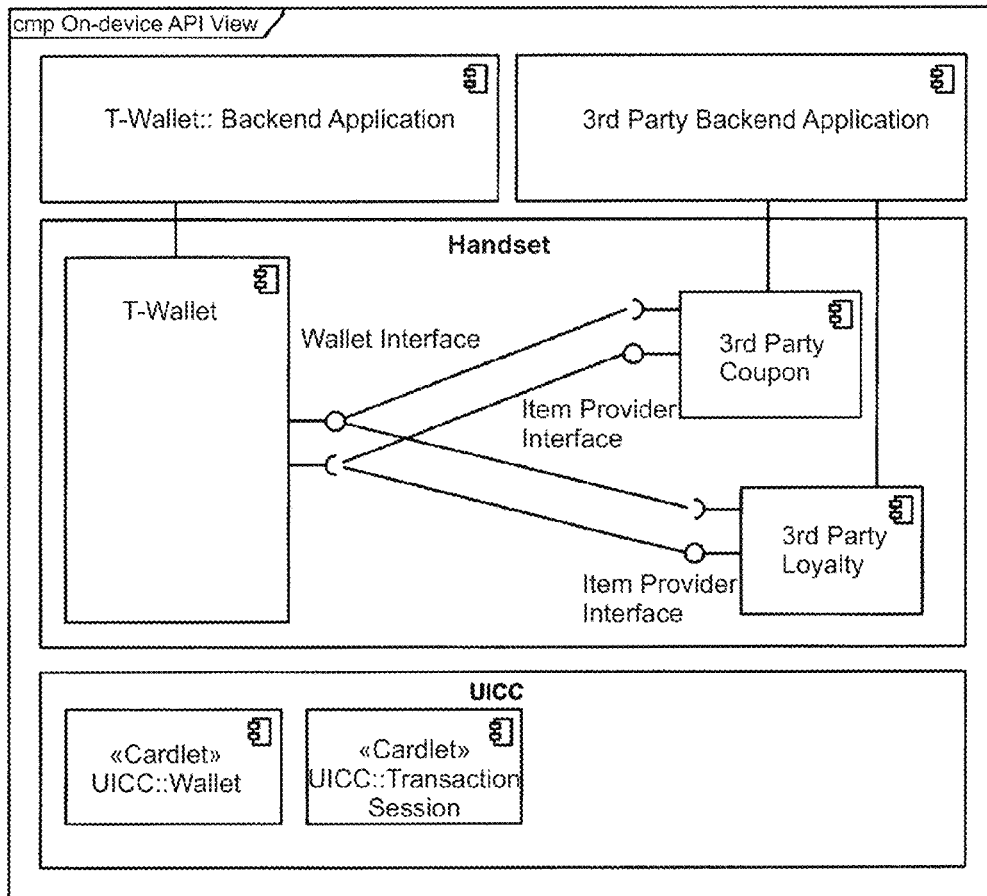 cmp On-device API View
T-Wallet:: Backend Application
3rd Party Backend Application
Handset
T-Wallet
Wallet Interface
3rd Party
Coupon
Item Provider
Interface
3rd Party
Loyalty
Item Provider
Interface
UICC
«Cardlet»
UICC::Wallet
«Cardlet»
UICC::Transaction
Session